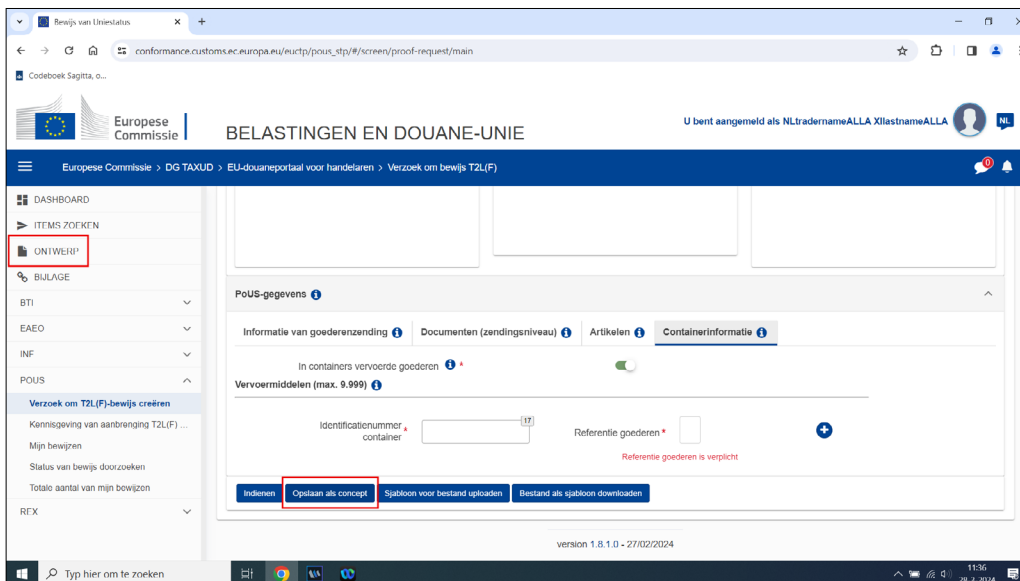 Bewijs van Uniestatus
conformance.customs.ec.europa.eu/euctp/pous_stp/#/screen/proof-request/main
Codeboek Sagitta, o...
Europese
Commissie
BELASTINGEN EN DOUANE-UNIE
U bent aangemeld als NLtradernameALLA XIlastnameALLA
NL
Europese Commissie > DG TAXUD > EU-douaneportaal voor handelaren > Verzoek om bewijs T2L(F)
0
DASHBOARD
ITEMS ZOEKEN
ONTWERP
BIJLAGE
BTI
EAEO
INF
POUS
Verzoek om T2L(F)-bewijs creëren
Kennisgeving van aanbrenging T2L(F) ...
Mijn bewijzen
Status van bewijs doorzoeken
Totale aantal van mijn bewijzen
REX
PoUS-gegevens
Informatie van goederenzending Documenten (zendingsniveau) Artikelen Containerinformatie
In containers vervoerde goederen *
Vervoermiddelen (max. 9.999)
Identificatienummer container *
17
Referentie goederen *
Referentie goederen is verplicht
Indienen Opslaan als concept Sjabloon voor bestand uploaden Bestand als sjabloon downloaden
version 1.8.1.0 - 27/02/2024
Typ hier om te zoeken
11:36
28-3-2024